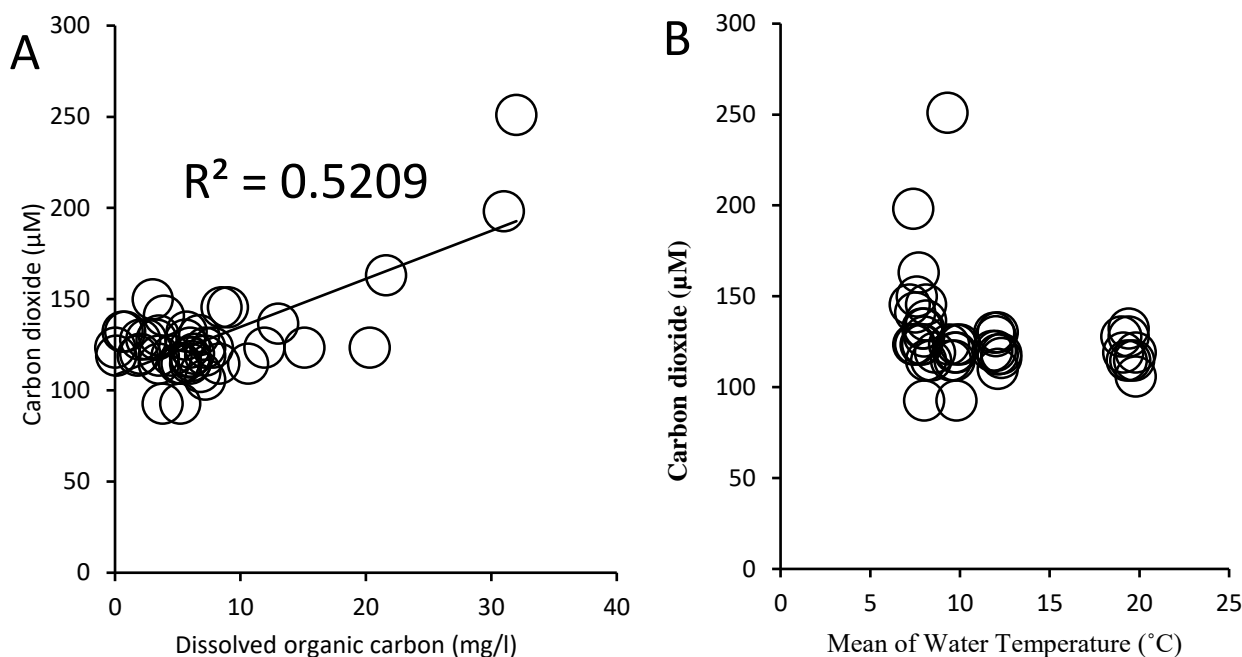 A
300
250
200
150
100
50
0
R² = 0.5209
Carbon dioxide (µM)
0 10 20 30 40
Dissolved organic carbon (mg/l)
B
300
250
200
150
100
50
0
Carbon dioxide (µM)
0 5 10 15 20 25
Mean of Water Temperature (˚C)